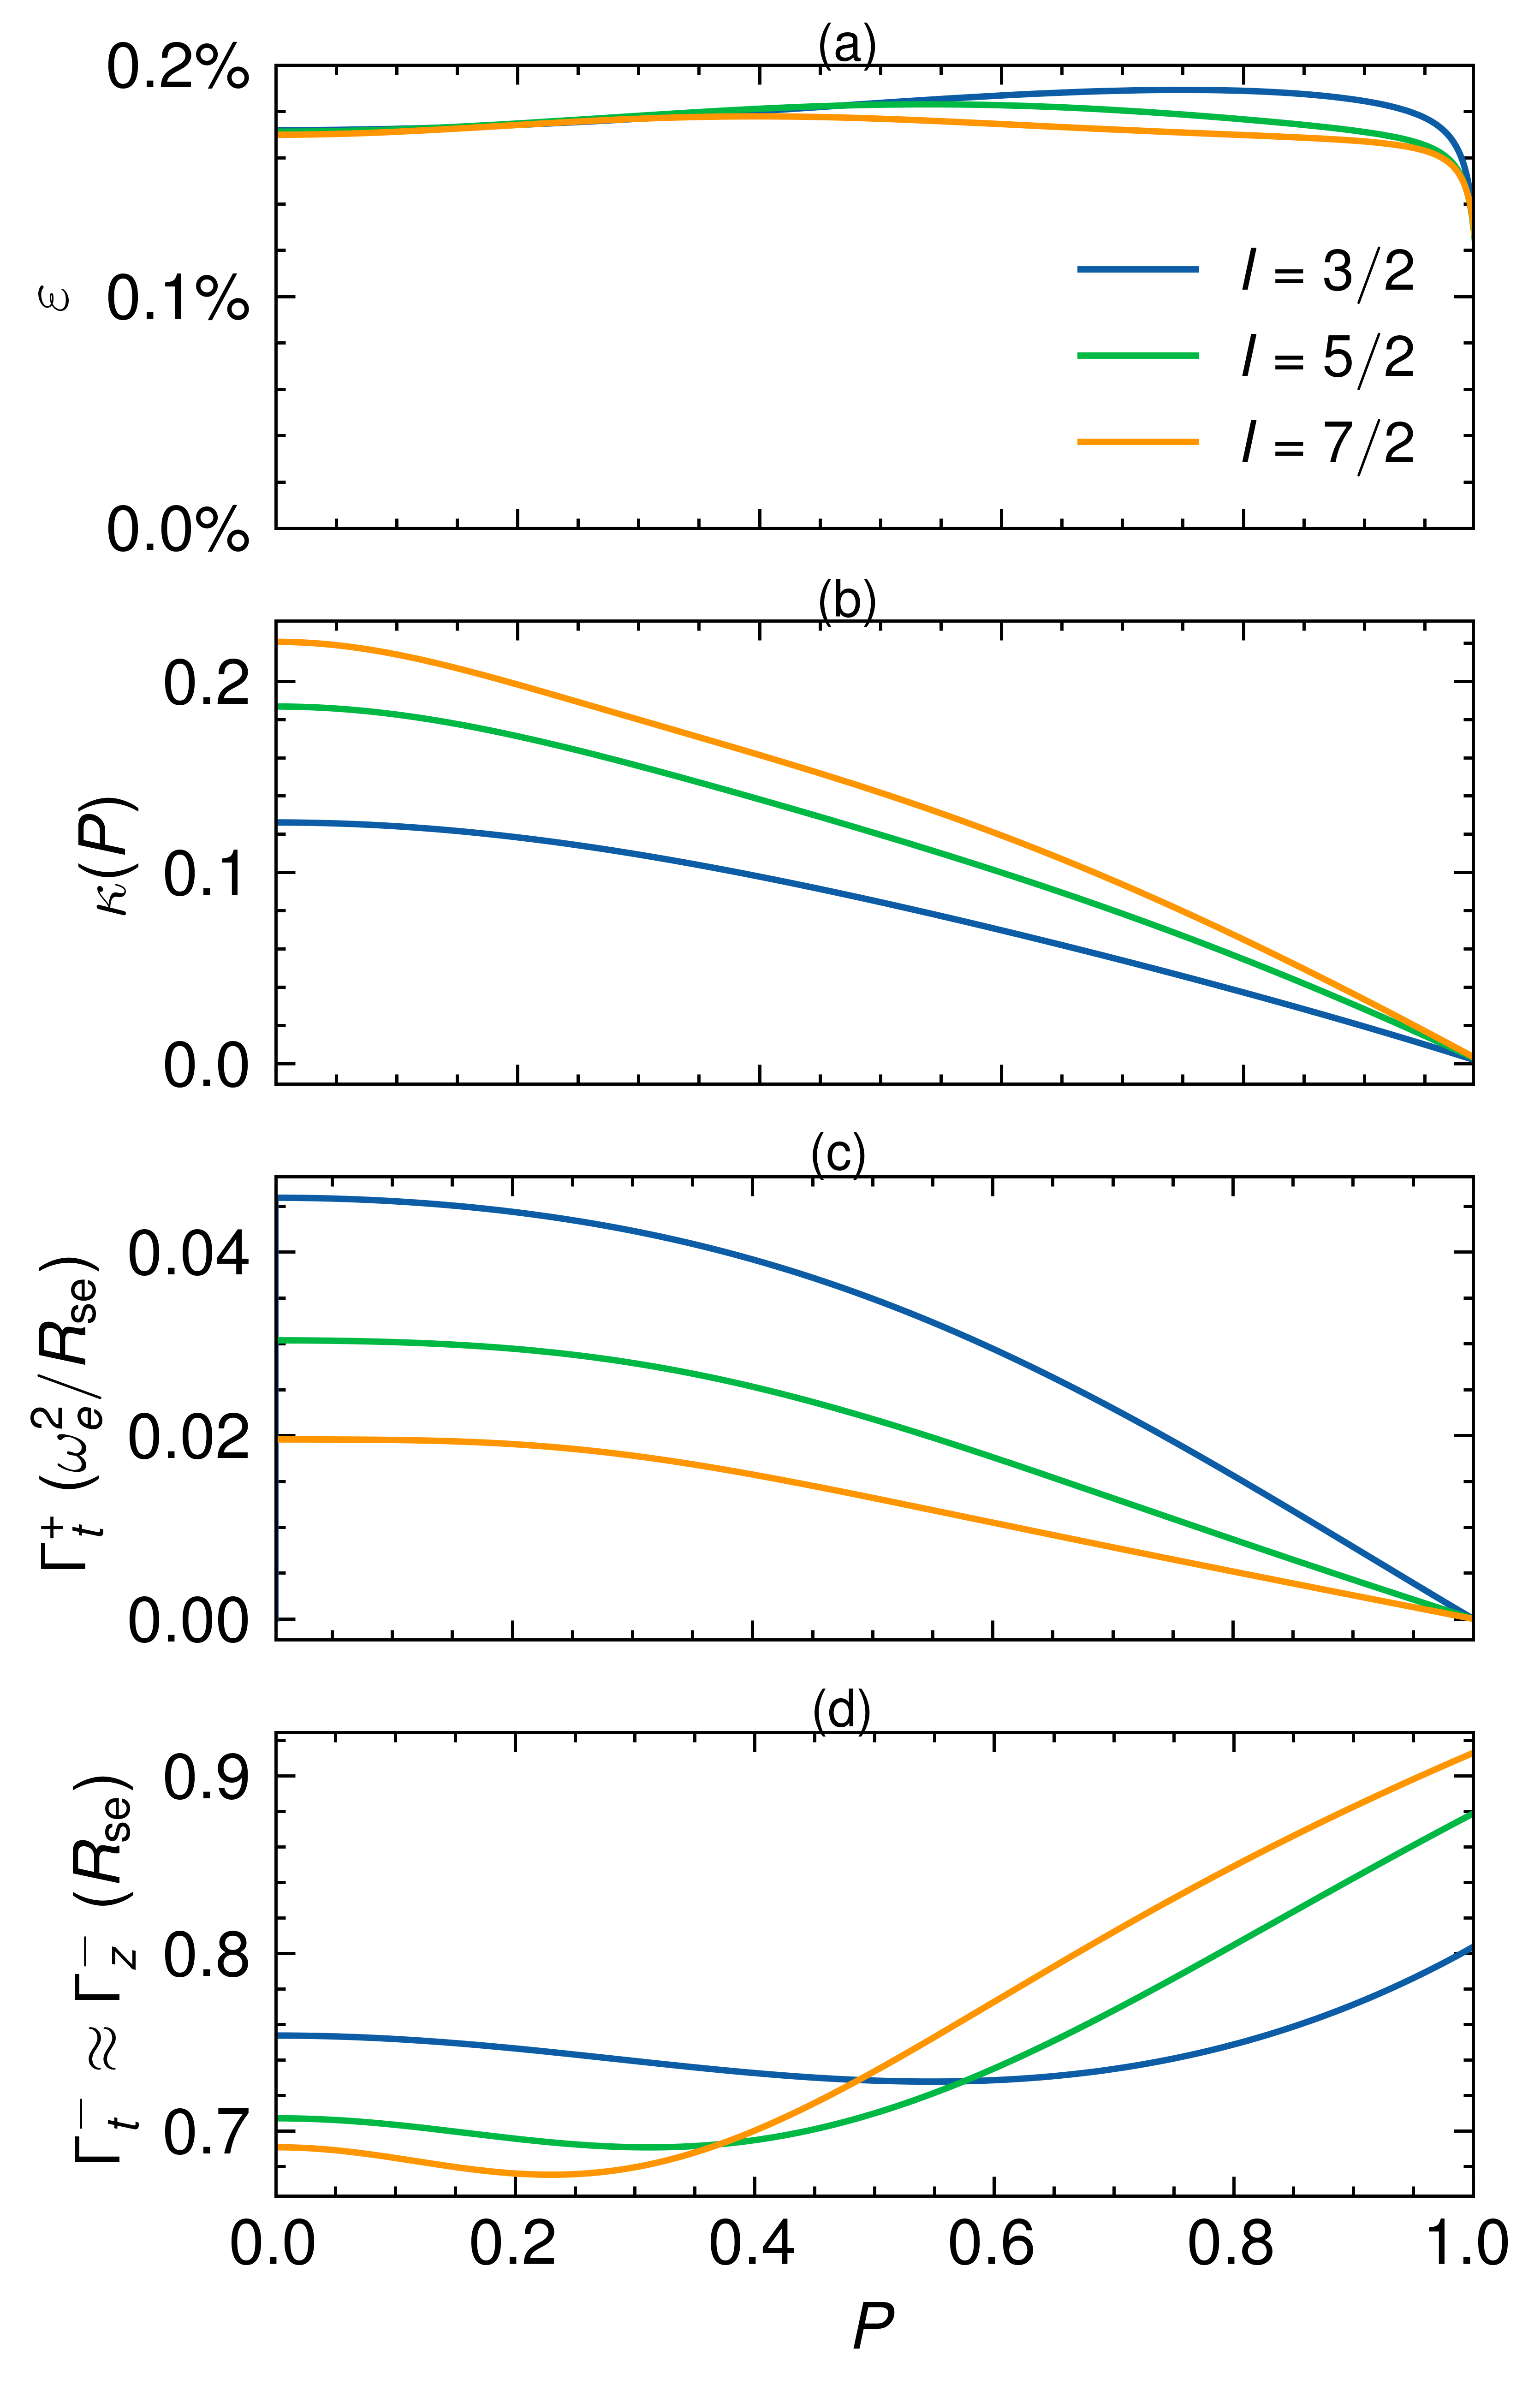 (a)
0.2%
0.1%
0.0%
ε
I = 3/2
I = 5/2
I = 7/2
(b)
0.2
0.1
0.0
κ(P)
(c)
0.04
0.02
0.00
Γ_t^+ (ω_e^2/R_se)
(d)
0.9
0.8
0.7
Γ_t^- ≈ Γ_z^- (R_se)
0.0 0.2 0.4 0.6 0.8 1.0
P